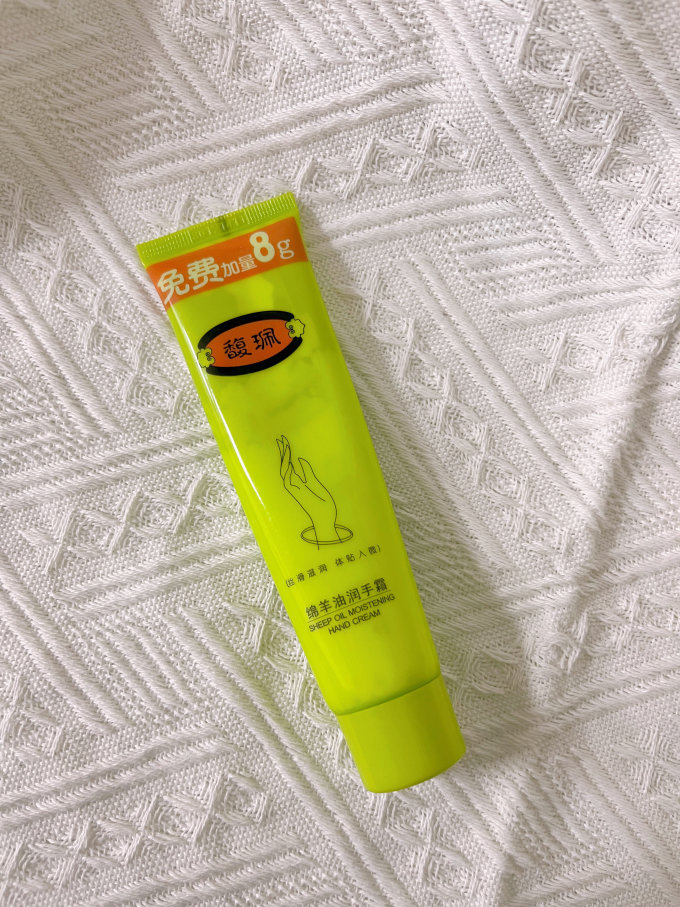 免费加量8g
馥珮
(丝滑滋润 体贴入微)
绵羊油润手霜
SHEEP OIL MOISTENING
HAND CREAM